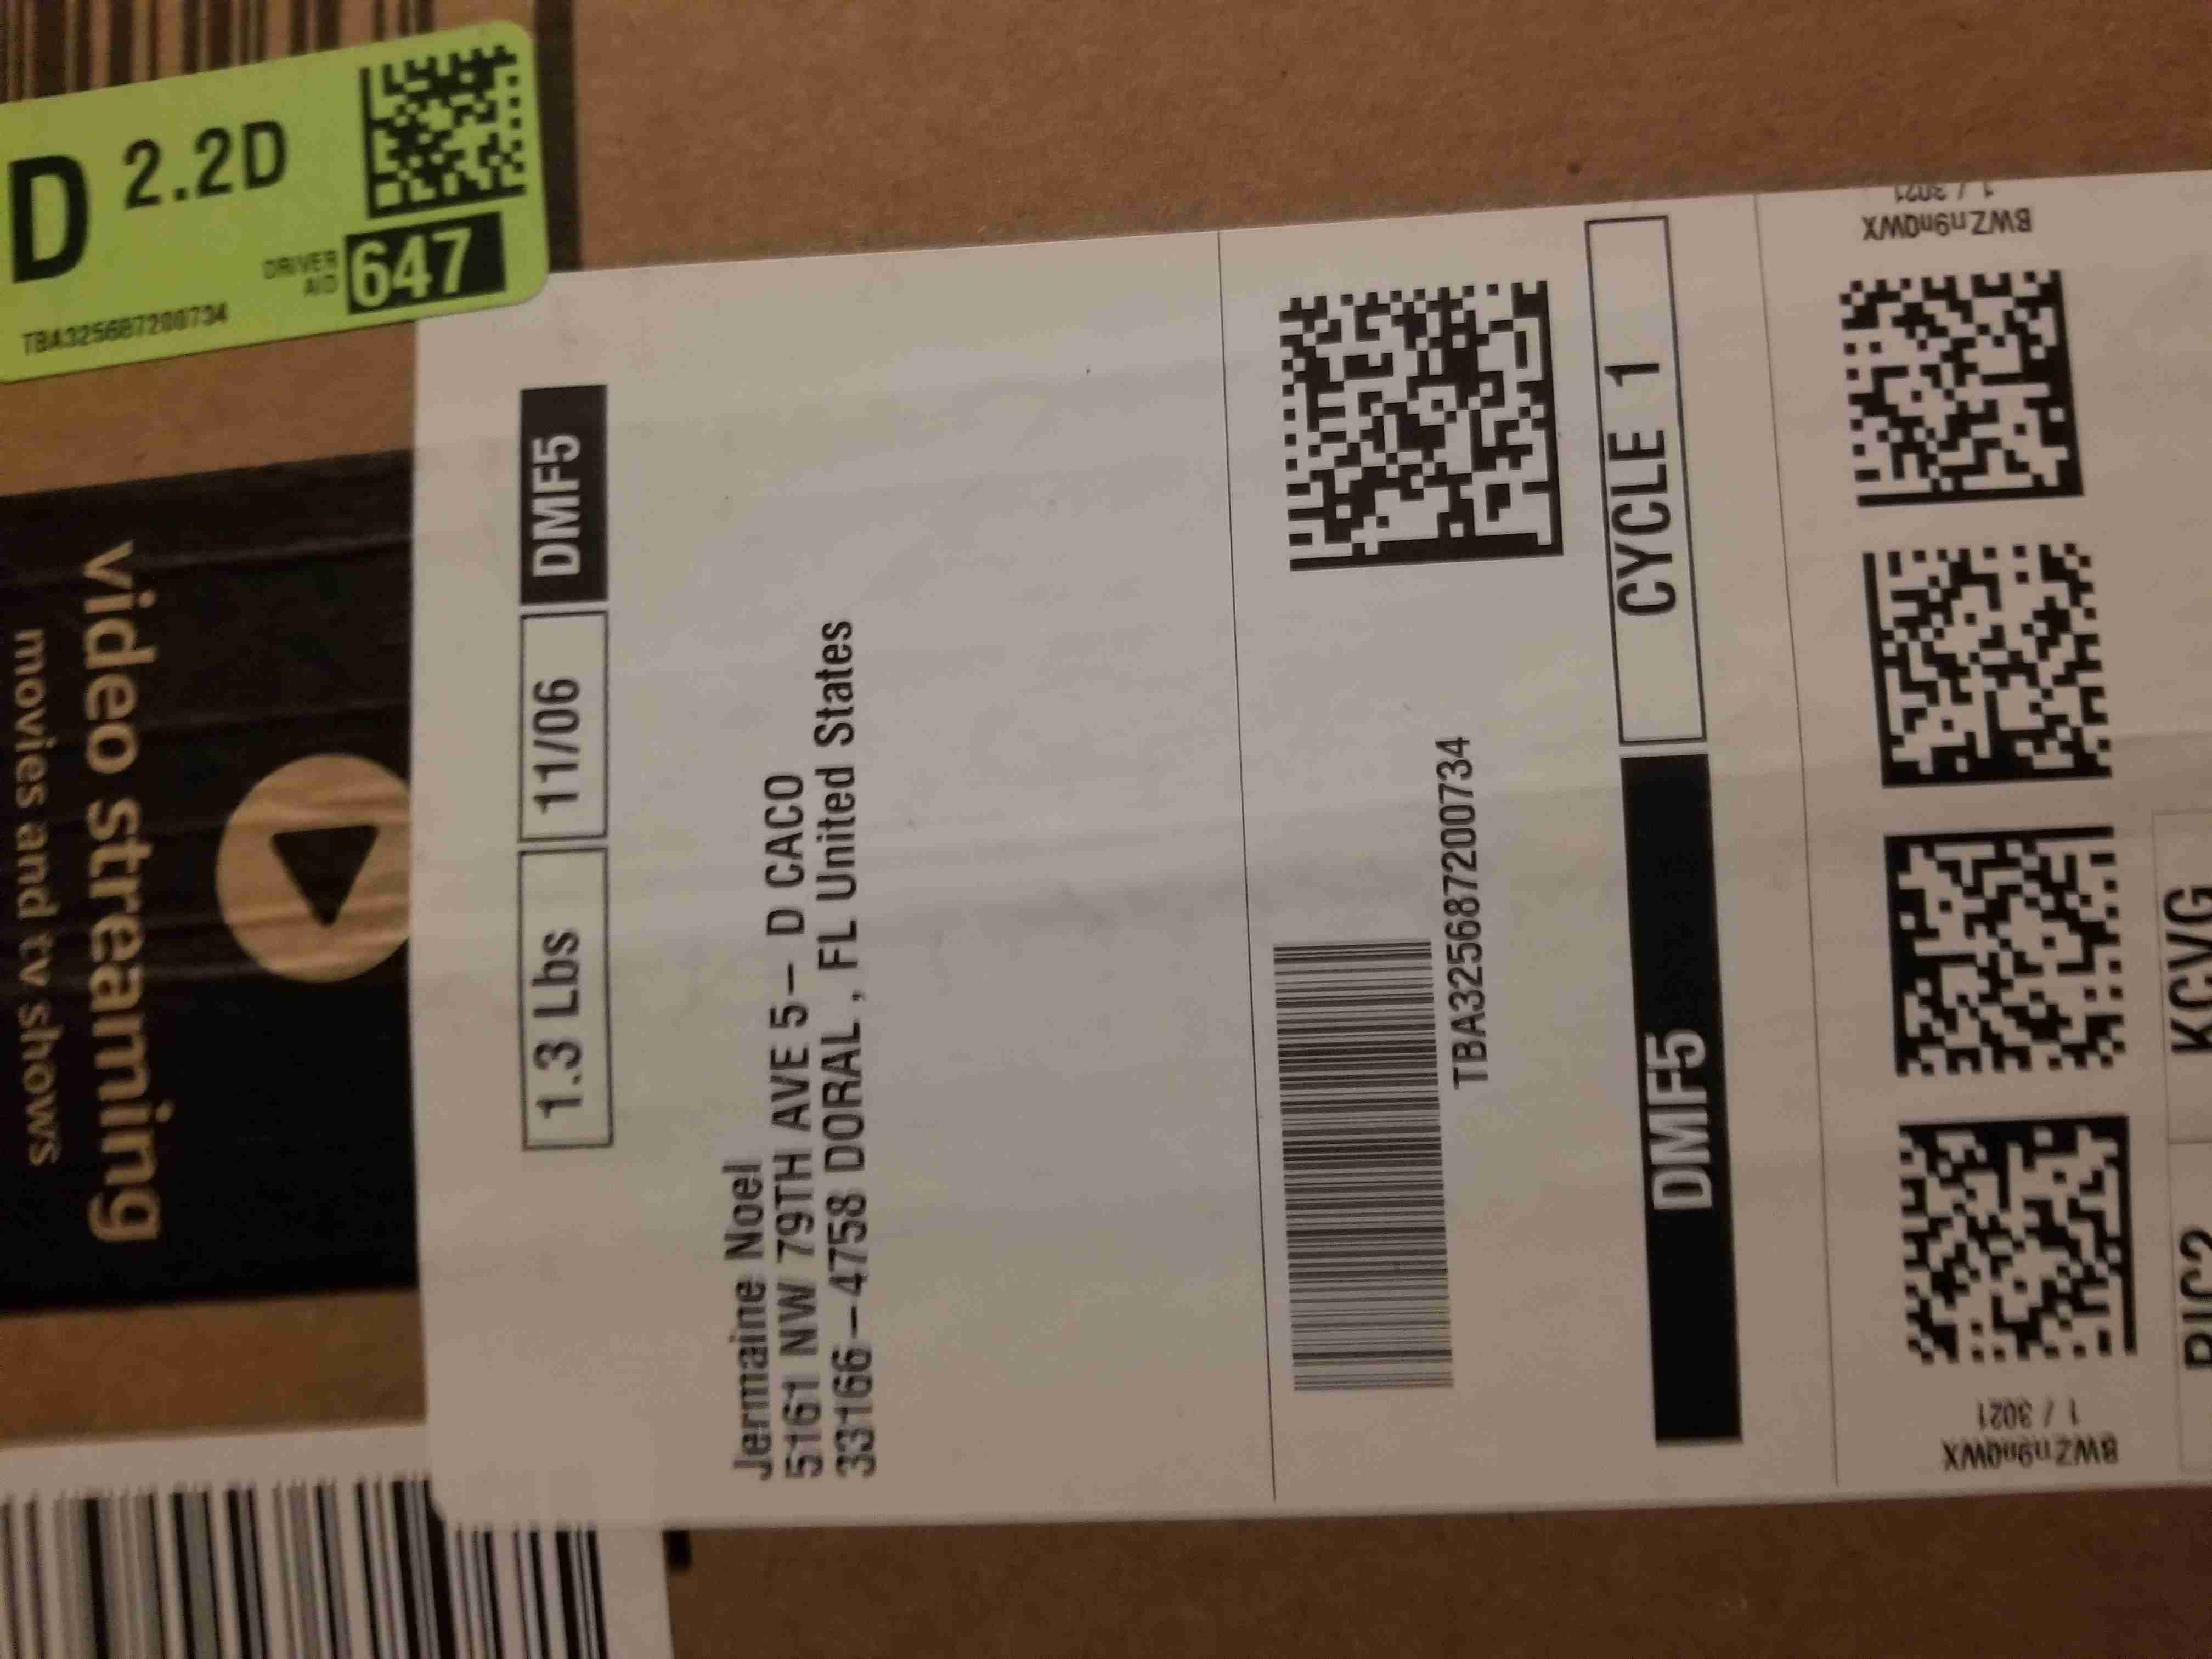 D 2.2D
DRIVER
AID
647
TBA325687200734
video streaming
movies and tv shows
1.3 Lbs 11/06 DMF5
Jermaine Noel
5161 NW 79TH AVE 5– D CACO
33166–4758 DORAL , FL United States
TBA325687200734
DMF5 CYCLE 1
BWZn9nQWX
1 / 3021
BWZn9nQWX
1 / 3021
KCVG